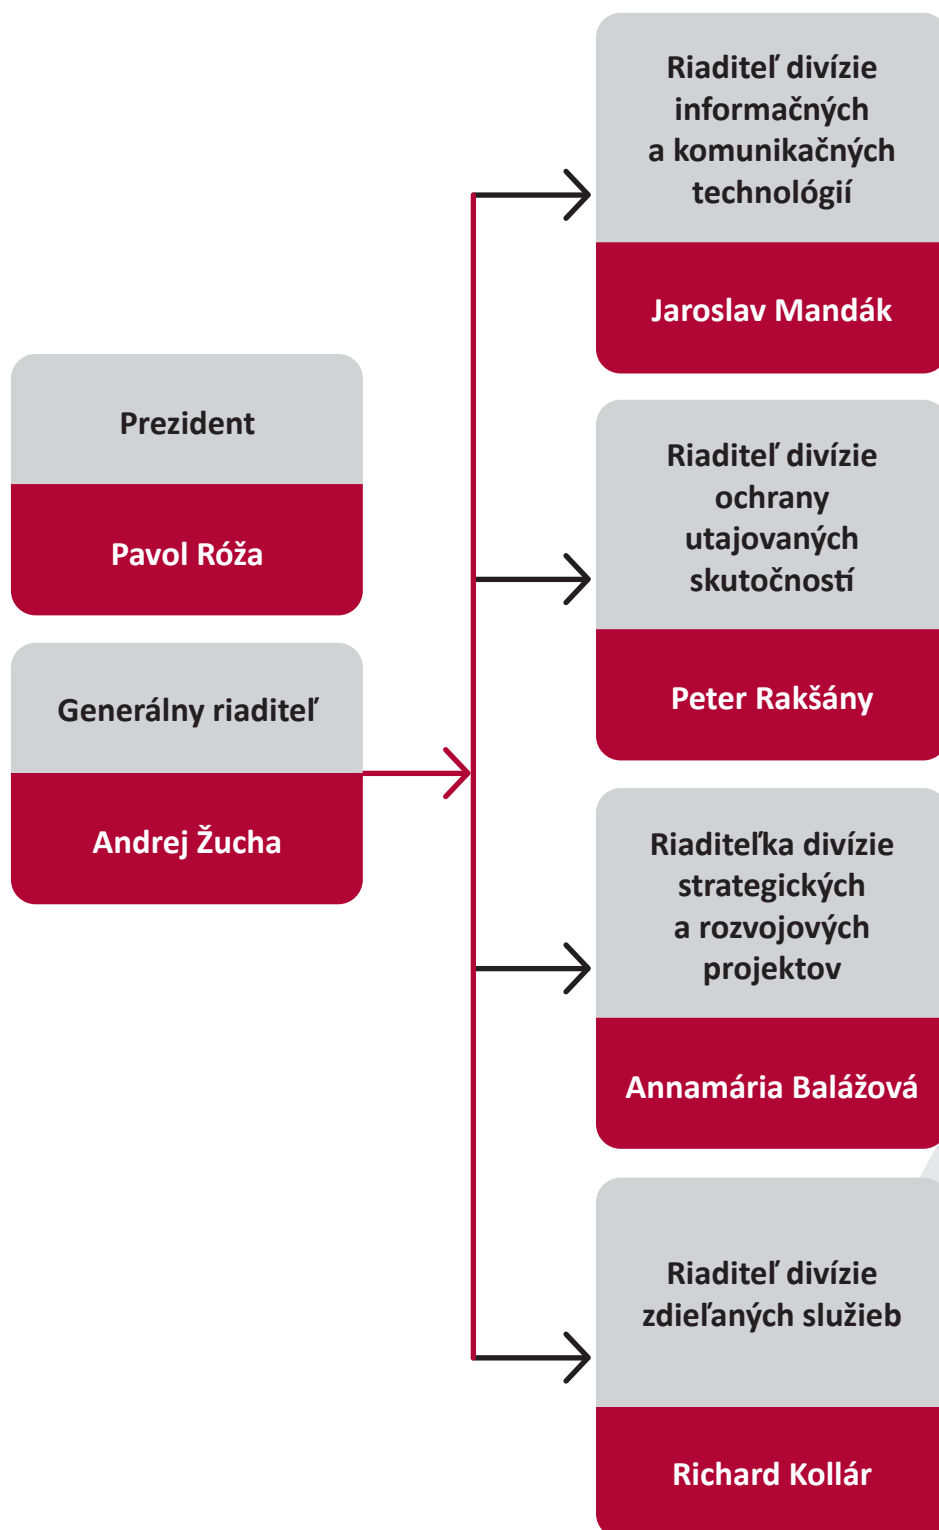 Prezident
Pavol Róža
Generálny riaditeľ
Andrej Žucha
Riaditeľ divízie
informačných
a komunikačných
technológií
Jaroslav Mandák
Riaditeľ divízie
ochrany
utajovaných
skutočností
Peter Rakšány
Riaditeľka divízie
strategických
a rozvojových
projektov
Annamária Balážová
Riaditeľ divízie
zdieľaných služieb
Richard Kollár